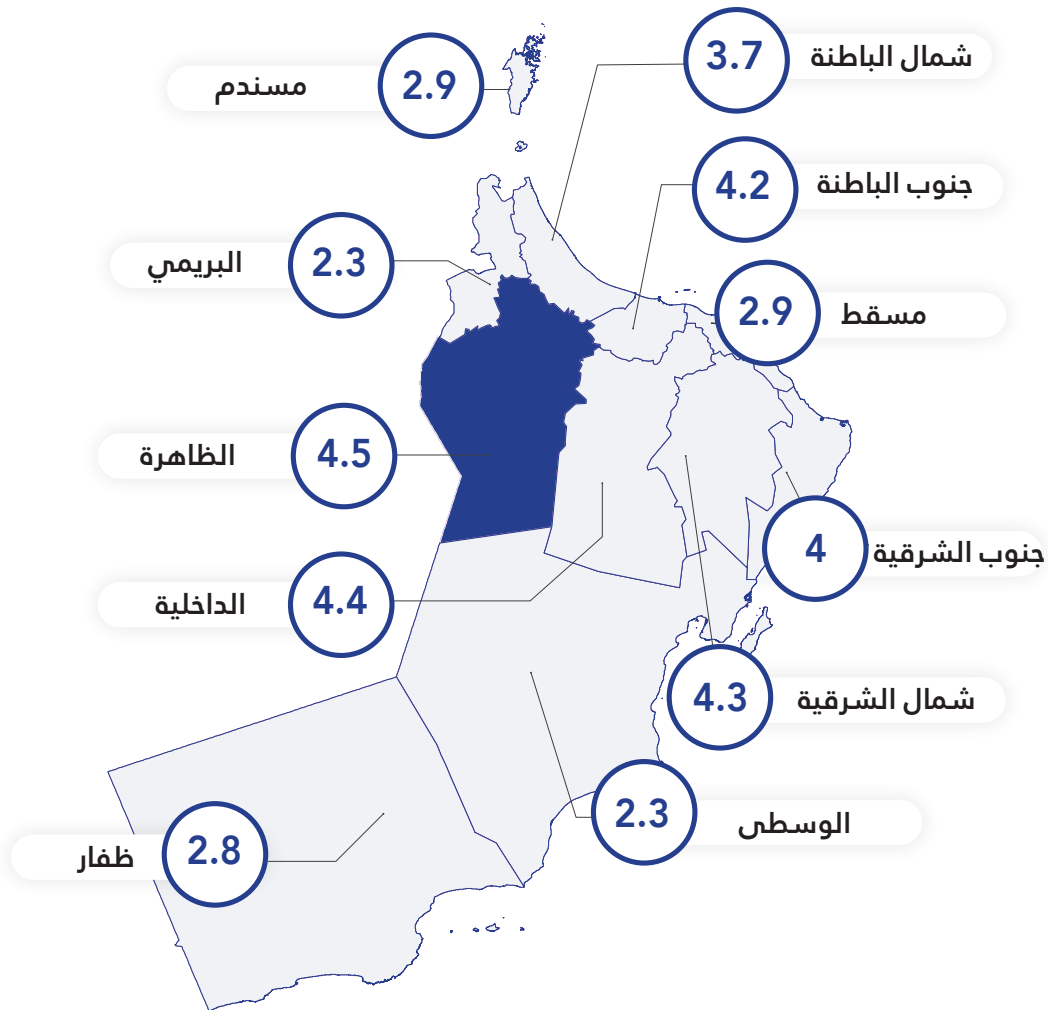 شمال الباطنة 3.7
مسندم 2.9
جنوب الباطنة 4.2
البريمي 2.3
مسقط 2.9
الظاهرة 4.5
جنوب الشرقية 4
الداخلية 4.4
شمال الشرقية 4.3
الوسطى 2.3
ظفار 2.8